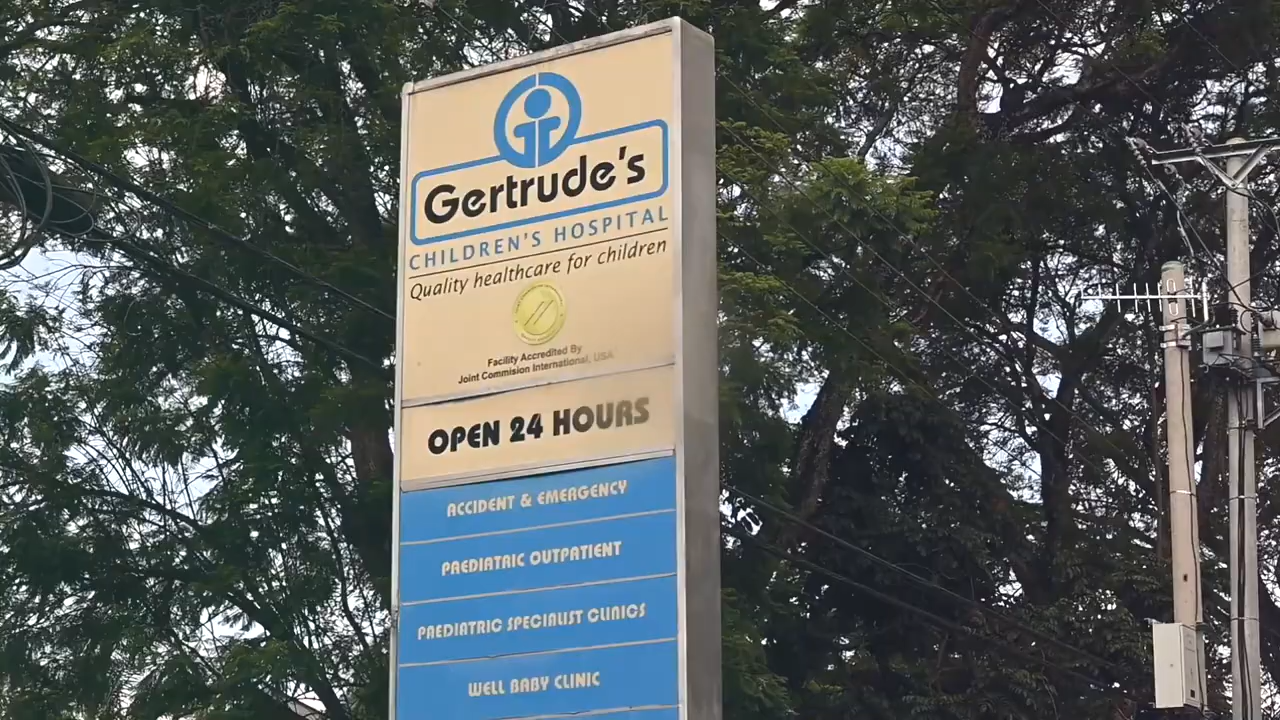 Gertrude's
CHILDREN'S HOSPITAL
Quality healthcare for children
Facility Accredited By
Joint Commision International, USA
OPEN 24 HOURS
ACCIDENT & EMERGENCY
PAEDIATRIC OUTPATIENT
PAEDIATRIC SPECIALIST CLINICS
WELL BABY CLINIC